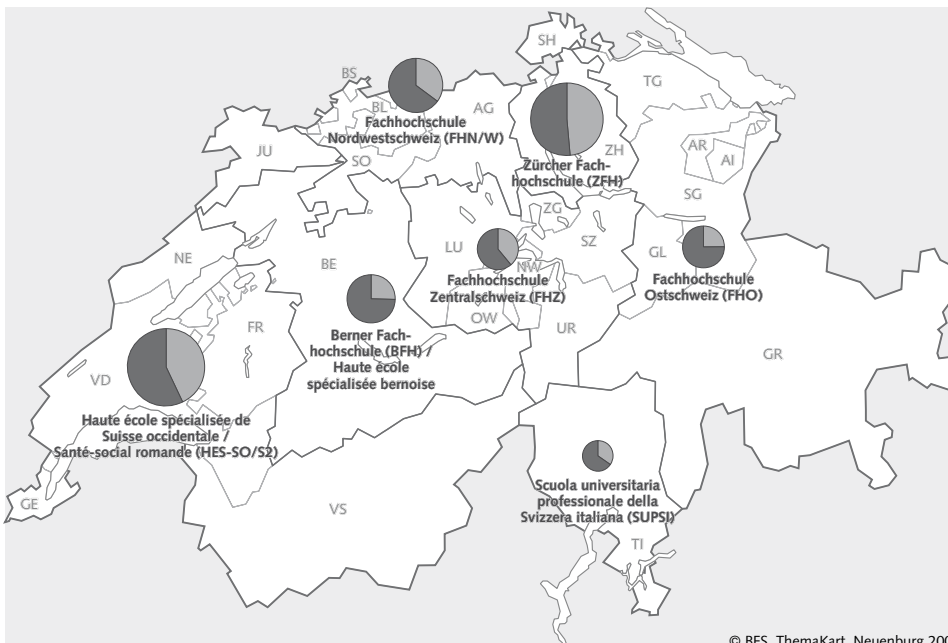 SH
BS
TG
BL
AG
Fachhochschule
Nordwestschweiz (FHN/W)
JU
SO
ZH
AR
AI
Zürcher Fach-
hochschule (ZFH)
SG
ZG
NE
BE
LU
SZ
GL
NW
Fachhochschule
Zentralschweiz (FHZ)
Fachhochschule
Ostschweiz (FHO)
OW
UR
FR
Berner Fach-
hochschule (BFH) /
Haute école
spécialisée bernoise
GR
VD
Haute école spécialisée de
Suisse occidentale /
Santé-social romande (HES-SO/S2)
GE
VS
Scuola universitaria
professionale della
Svizzera italiana (SUPSI)
TI
© BFS, ThemaKart, Neuenburg